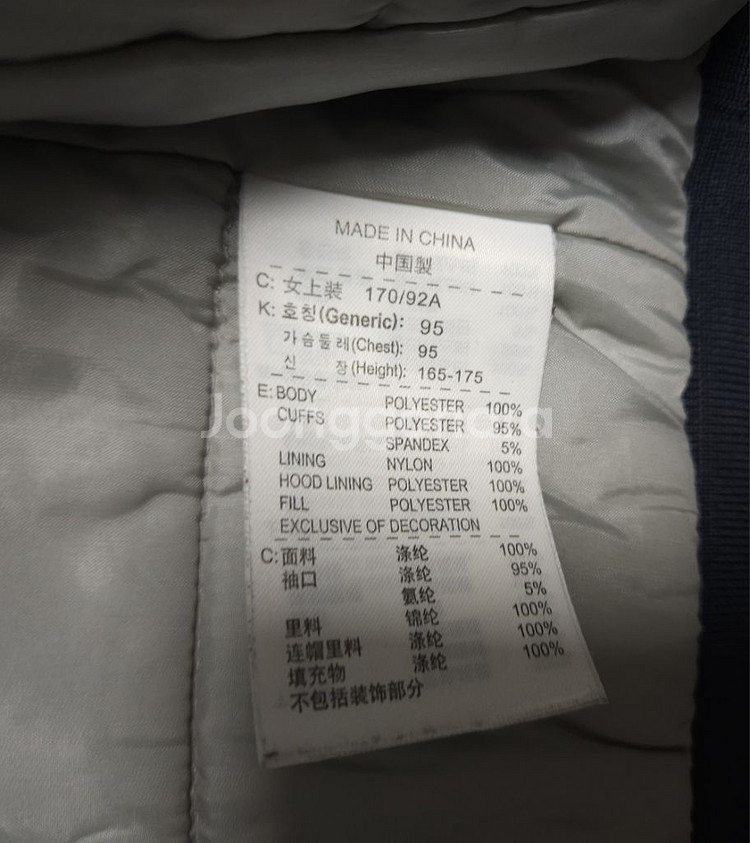 MADE IN CHINA
中国製
C: 女上装 170/92A
K: 호칭(Generic): 95
가슴둘레(Chest): 95
신 장(Height): 165-175
E: BODY POLYESTER 100%
CUFFS POLYESTER 95%
SPANDEX 5%
LINING NYLON 100%
HOOD LINING POLYESTER 100%
FILL POLYESTER 100%
EXCLUSIVE OF DECORATION
C: 面料 涤纶 100%
袖口 涤纶 95%
氨纶 5%
里料 锦纶 100%
连帽里料 涤纶 100%
填充物 涤纶 100%
不包括装饰部分